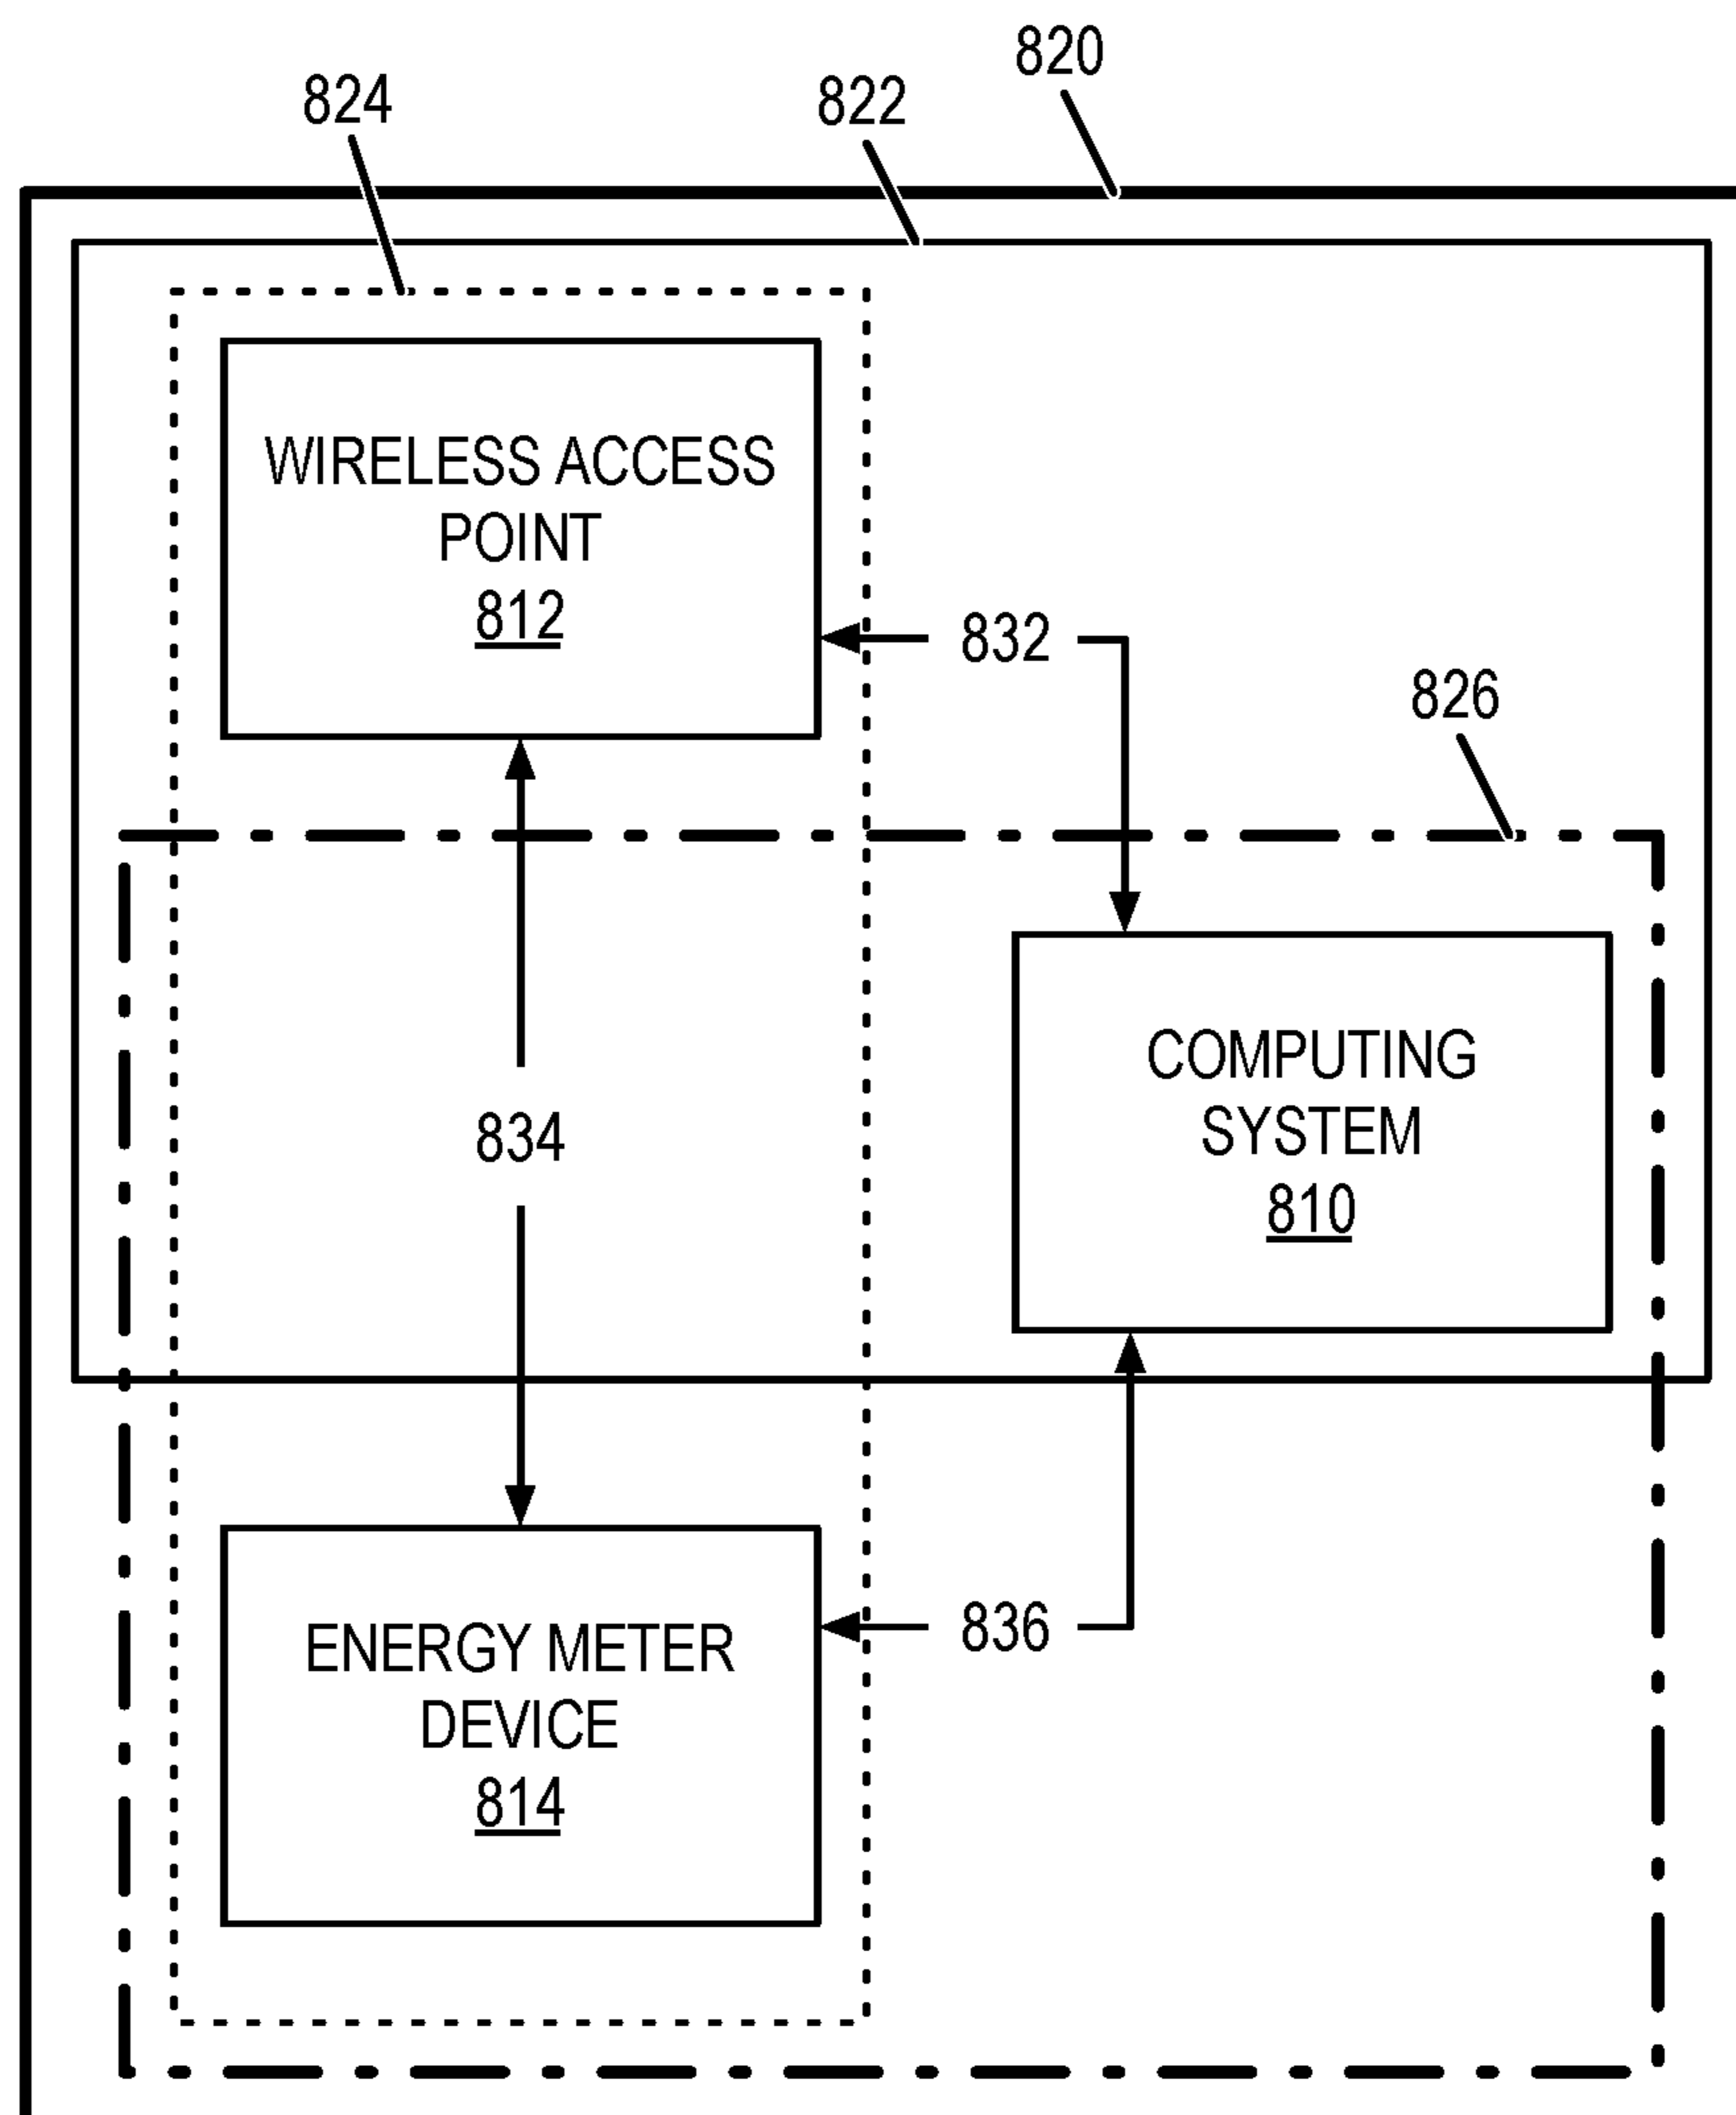 820
824
822
WIRELESS ACCESS
POINT
812
832
826
COMPUTING
SYSTEM
810
834
ENERGY METER
DEVICE
814
836